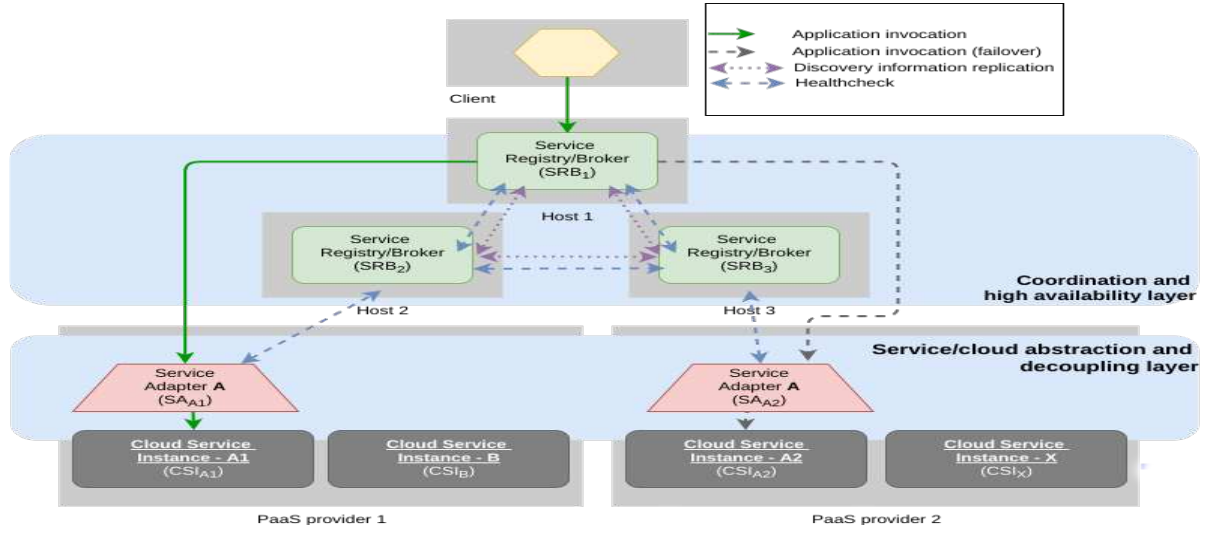 Application invocation
Application invocation (failover)
Discovery information replication
Healthcheck
Client
Service
Registry/Broker
(SRB1)
Host 1
Service
Registry/Broker
(SRB2)
Service
Registry/Broker
(SRB3)
Coordination and
high availability layer
Host 2
Host 3
Service/cloud abstraction and
decoupling layer
Service
Adapter A
(SAA1)
Service
Adapter A
(SAA2)
Cloud Service
Instance - A1
(CSIA1)
Cloud Service
Instance - B
(CSIB)
Cloud Service
Instance - A2
(CSIA2)
Cloud Service
Instance - X
(CSIX)
PaaS provider 1
PaaS provider 2